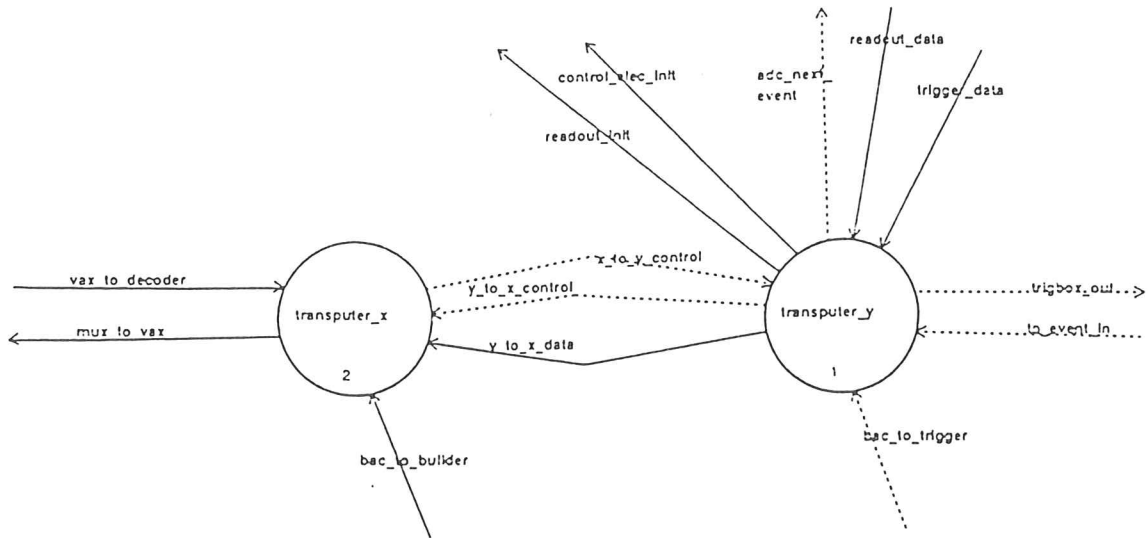 readout_data
control_elec_init
adc_next_
event
trigger_data
readout_init
x_to_y_control
vax_to_decoder
y_to_x_control
trigbox_out
transputer_x
transputer_y
mux_to_vax
to_event_in
y_to_x_data
2
1
bac_to_trigger
bac_to_builder